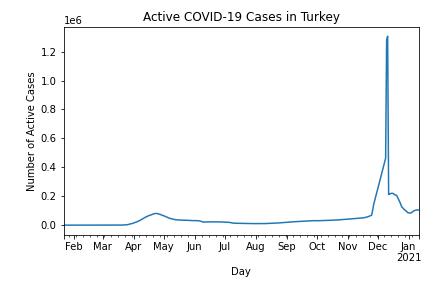 Active COVID-19 Cases in Turkey
1e6
1.2
1.0
0.8
0.6
0.4
0.2
0.0
Number of Active Cases
Feb Mar Apr May Jun Jul Aug Sep Oct Nov Dec Jan
2021
Day